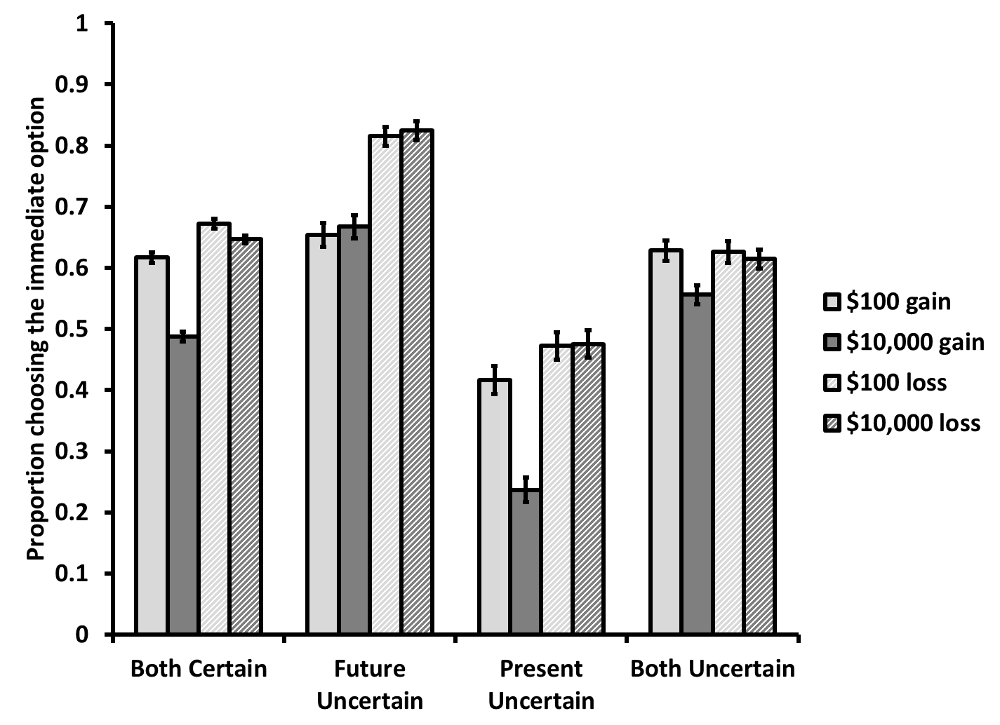 Proportion choosing the immediate option
1
0.9
0.8
0.7
0.6
0.5
0.4
0.3
0.2
0.1
0
Both Certain
Future
Uncertain
Present
Uncertain
Both Uncertain
$100 gain
$10,000 gain
$100 loss
$10,000 loss